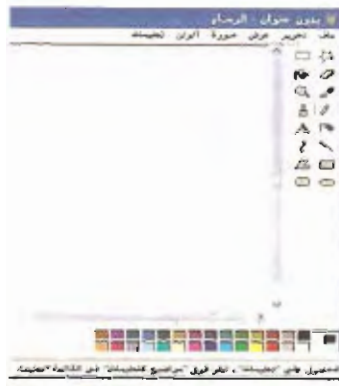 بدون عنوان - الرسام
ملف تحرير عرض صورة ألوان تعليمات
للحصول على "تعليمات"، انقر فوق "مواضيع التعليمات" في القائمة "تعليمات"